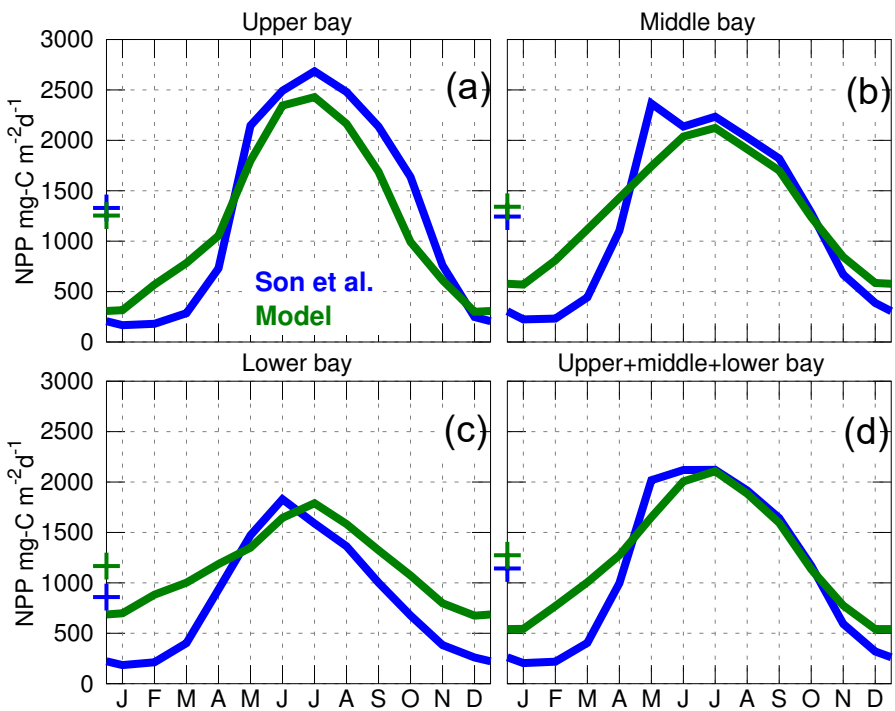 Upper bay
Middle bay
3000
2500
2000
1500
1000
500
0
NPP mg-C m⁻²d⁻¹
(a)
(b)
Son et al.
Model
Lower bay
Upper+middle+lower bay
3000
2500
2000
1500
1000
500
0
NPP mg-C m⁻²d⁻¹
(c)
(d)
J F M A M J J A S O N D
J F M A M J J A S O N D